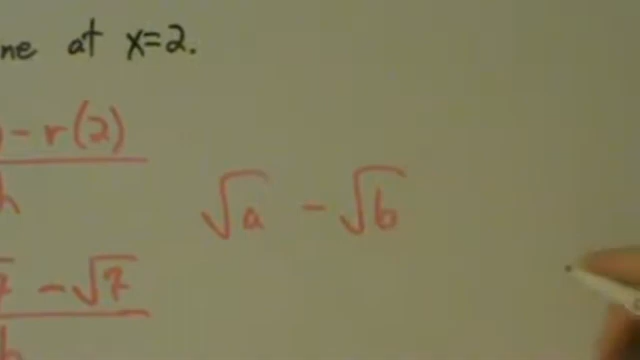 ne at x=2.
- r(2)
h
√a - √b
- √7
h